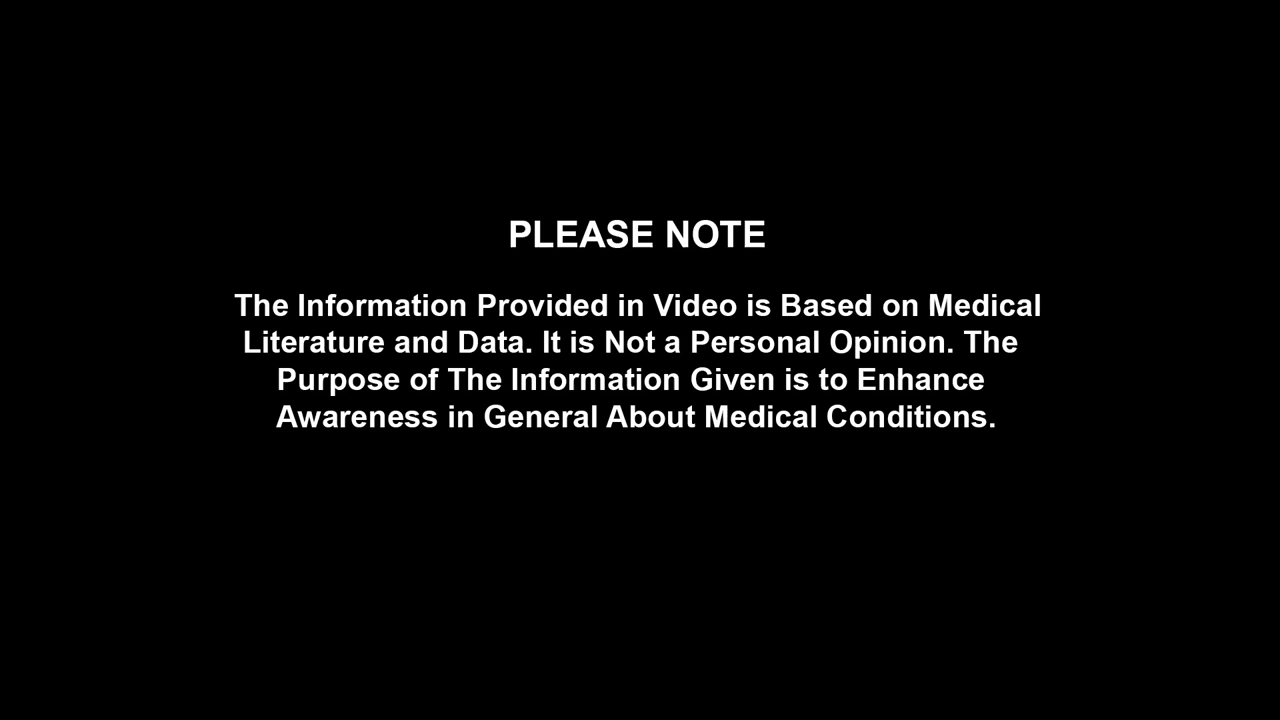 PLEASE NOTE
The Information Provided in Video is Based on Medical
Literature and Data. It is Not a Personal Opinion. The
Purpose of The Information Given is to Enhance
Awareness in General About Medical Conditions.